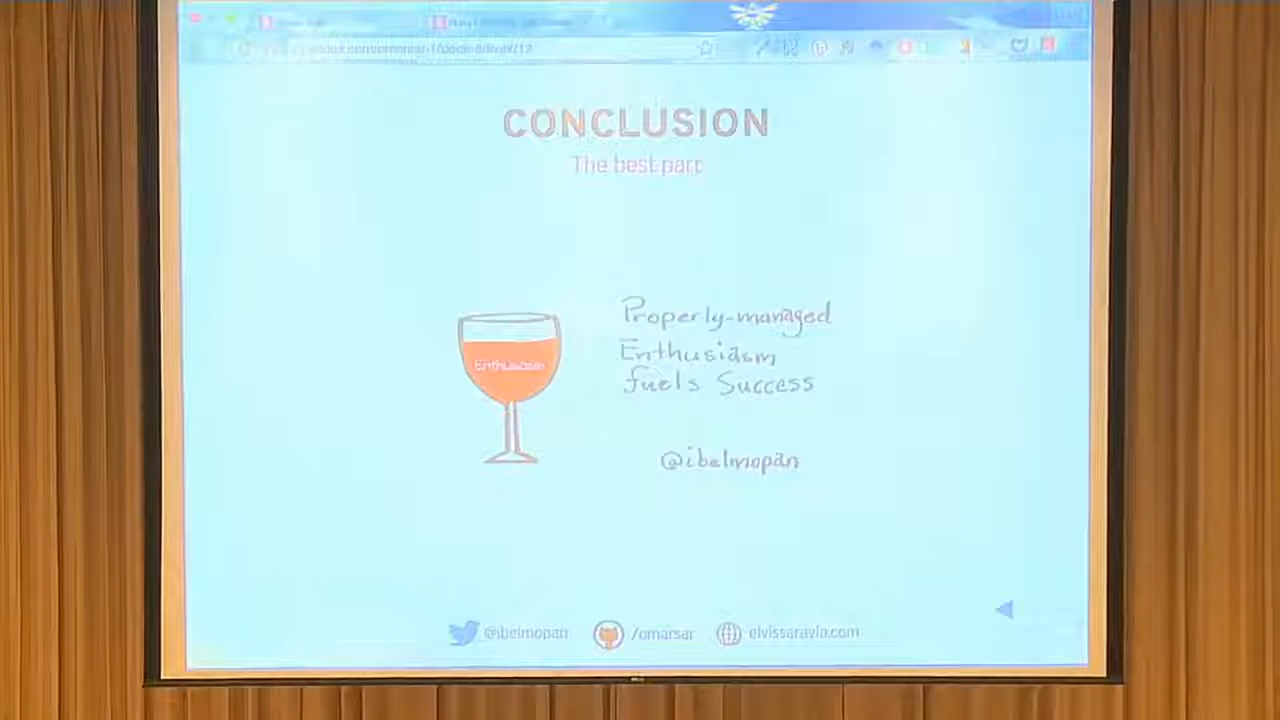 CONCLUSION
The best part
Enthusiasm
Properly-managed
Enthusiasm
fuels Success
@ibelmopan
@ibelmopan
/omarsar
elvissaravia.com